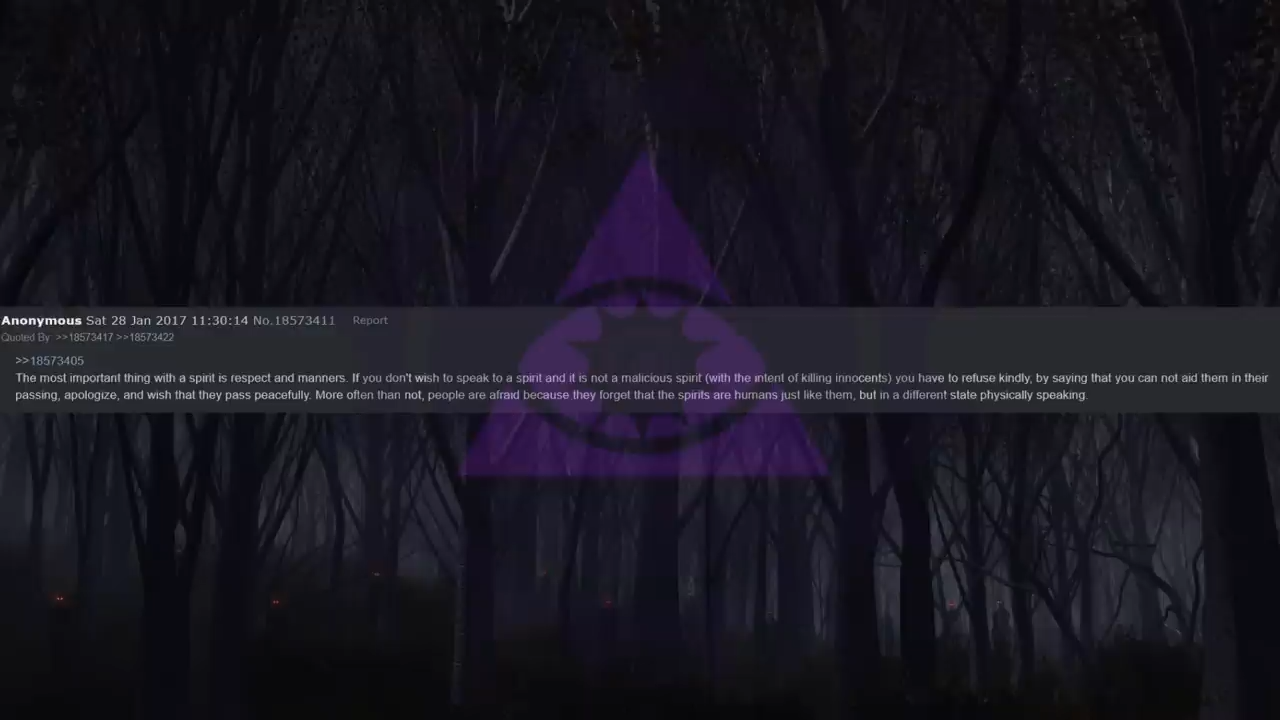 Anonymous Sat 28 Jan 2017 11:30:14 No.18573411 Report
Quoted By >>18573417 >>18573422
>>18573405
The most important thing with a spirit is respect and manners. If you don't wish to speak to a spirit and it is not a malicious spirit (with the intent of killing innocents) you have to refuse kindly, by saying that you can not aid them in their
passing, apologize, and wish that they pass peacefully. More often than not, people are afraid because they forget that the spirits are humans just like them, but in a different state physically speaking.